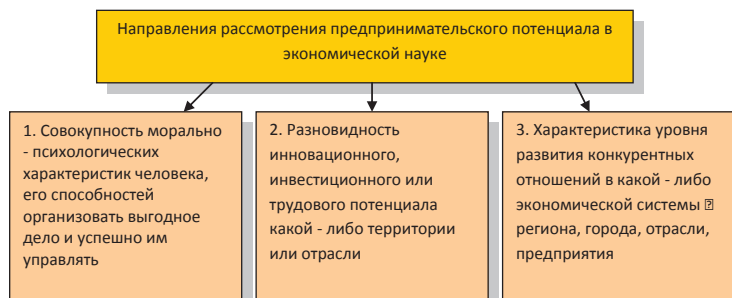 Направления рассмотрения предпринимательского потенциала в
экономической науке
1. Совокупность морально
- психологических
характеристик человека,
его способностей
организовать выгодное
дело и успешно им
управлять
2. Разновидность
инновационного,
инвестиционного или
трудового потенциала
какой - либо территории
или отрасли
3. Характеристика уровня
развития конкурентных
отношений в какой - либо
экономической системы 
региона, города, отрасли,
предприятия